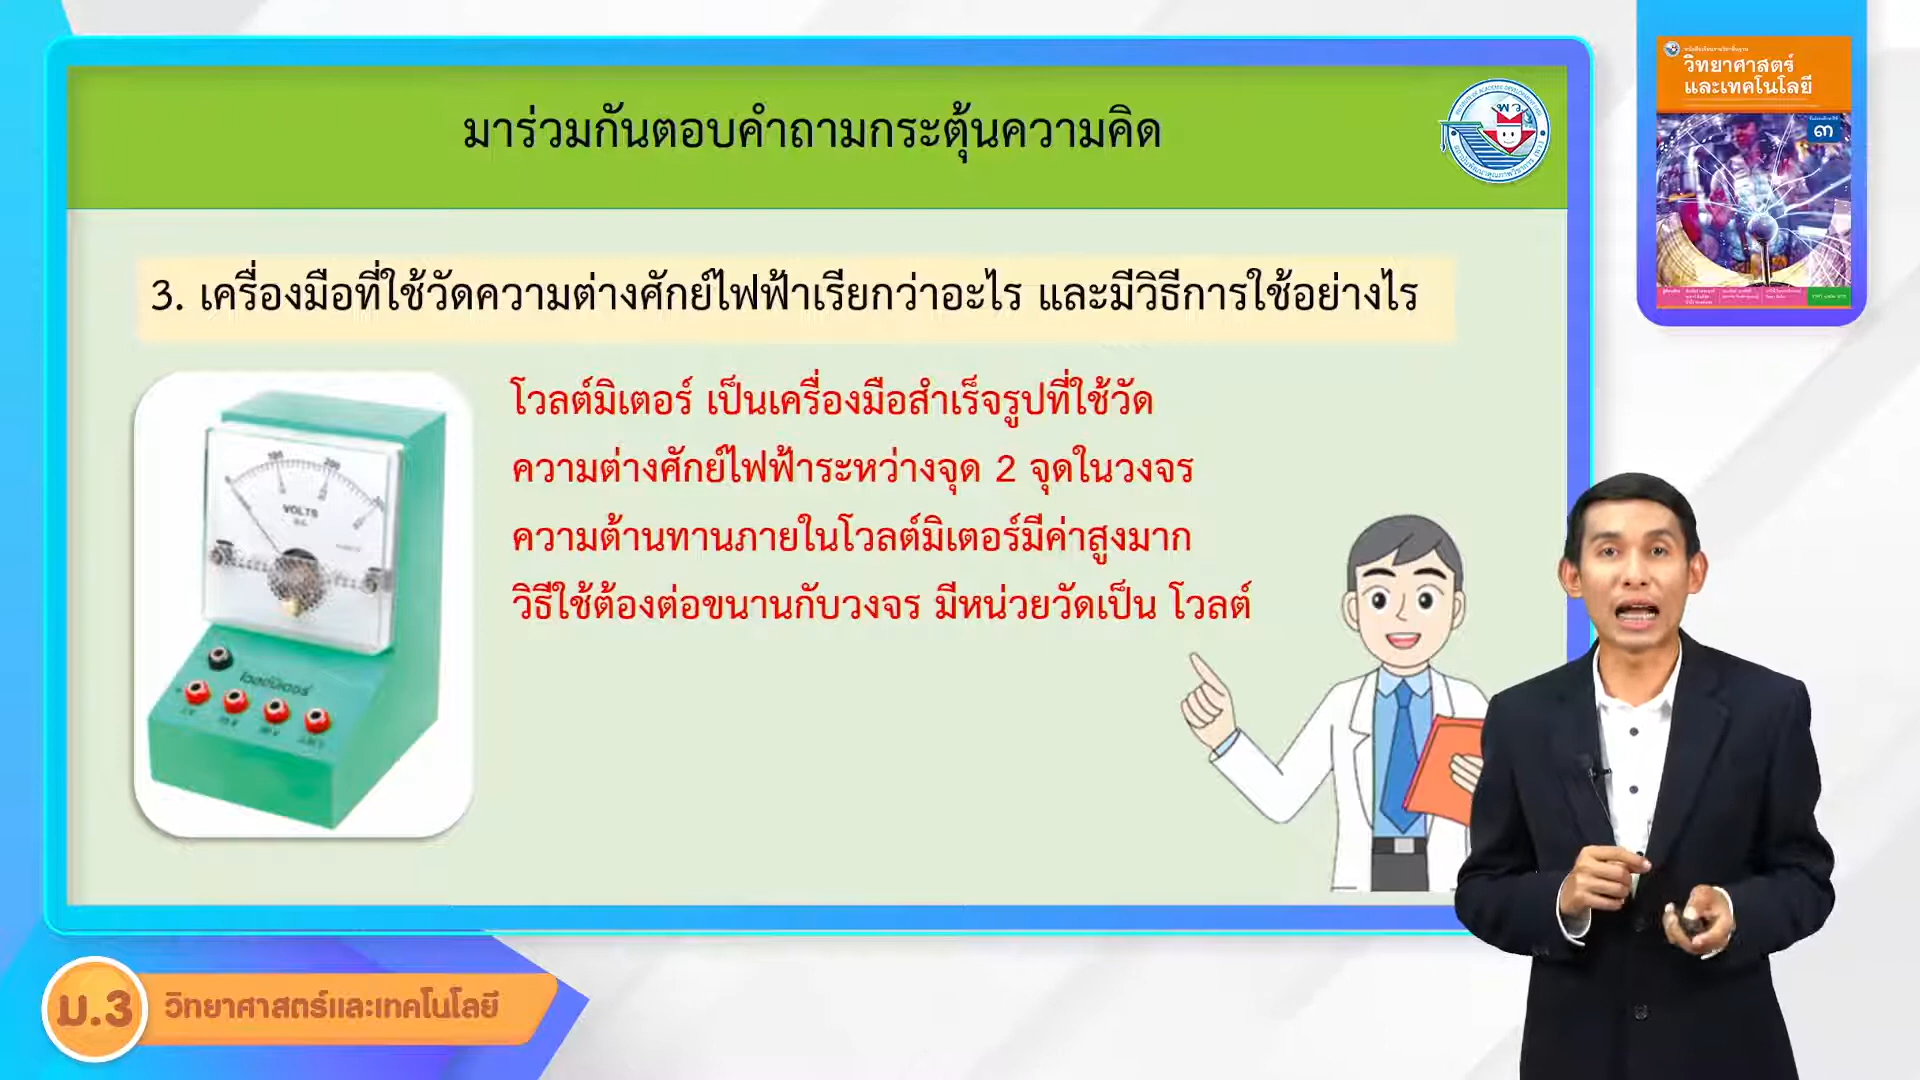 มาร่วมกันตอบคำถามกระตุ้นความคิด
3. เครื่องมือที่ใช้วัดความต่างศักย์ไฟฟ้าเรียกว่าอะไร และมีวิธีการใช้อย่างไร
โวลต์มิเตอร์ เป็นเครื่องมือสำเร็จรูปที่ใช้วัด
ความต่างศักย์ไฟฟ้าระหว่างจุด 2 จุดในวงจร
ความต้านทานภายในโวลต์มิเตอร์มีค่าสูงมาก
วิธีใช้ต้องต่อขนานกับวงจร มีหน่วยวัดเป็น โวลต์
VOLTS
โวลต์มิเตอร์
พว
วิทยาศาสตร์
และเทคโนโลยี
๓
ม.3 วิทยาศาสตร์และเทคโนโลยี